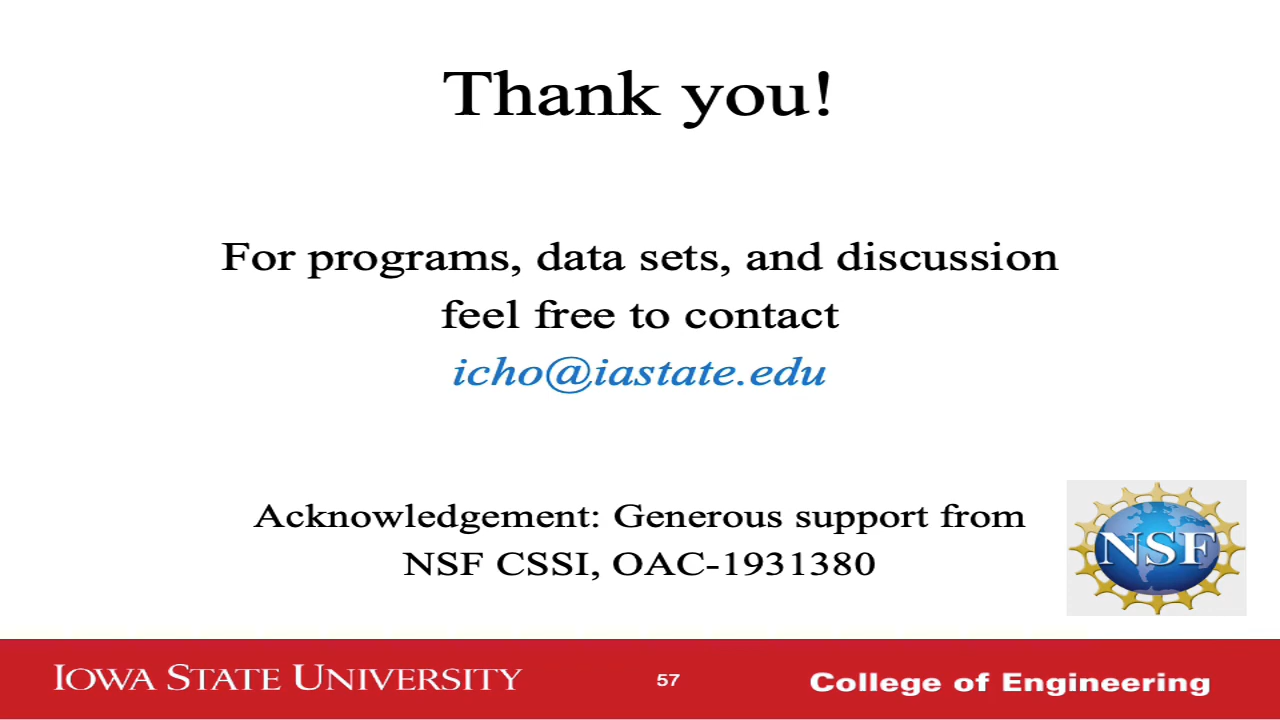 Thank you!
For programs, data sets, and discussion
feel free to contact
icho@iastate.edu
Acknowledgement: Generous support from
NSF CSSI, OAC-1931380
NSF
IOWA STATE UNIVERSITY
57
College of Engineering